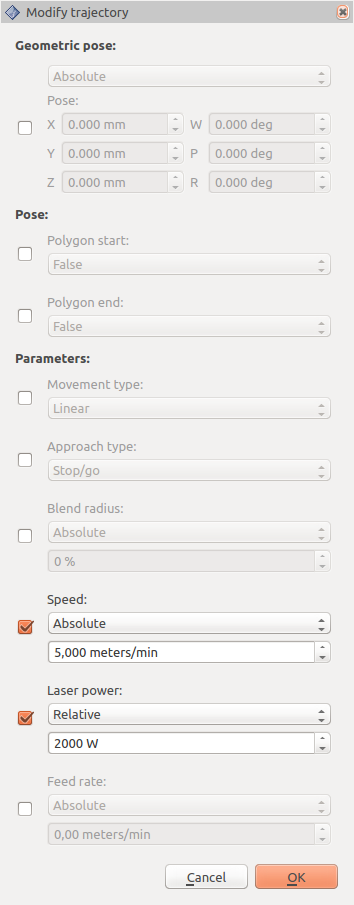 Modify trajectory
Geometric pose:
Absolute
Pose:
X 0.000 mm W 0.000 deg
Y 0.000 mm P 0.000 deg
Z 0.000 mm R 0.000 deg
Pose:
Polygon start:
False
Polygon end:
False
Parameters:
Movement type:
Linear
Approach type:
Stop/go
Blend radius:
Absolute
0 %
Speed:
Absolute
5,000 meters/min
Laser power:
Relative
2000 W
Feed rate:
Absolute
0,00 meters/min
Cancel OK